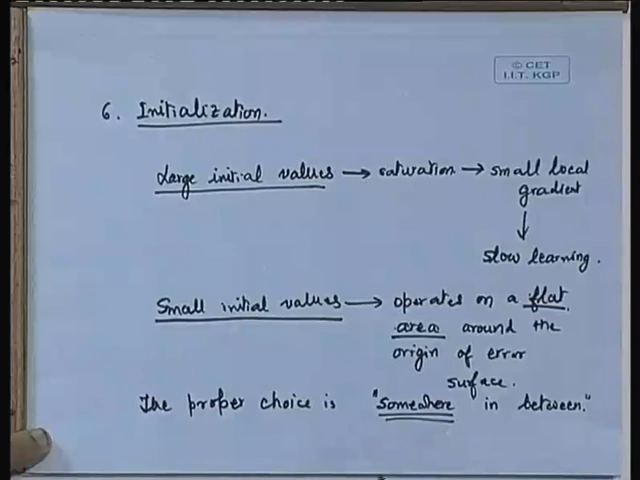 © CET
I.I.T. KGP
6. Initialization.
Large initial values → saturation → small local
gradient
↓
slow learning.
Small initial values → operates on a flat
area around the
origin of error
surface.
The proper choice is "somewhere in between."